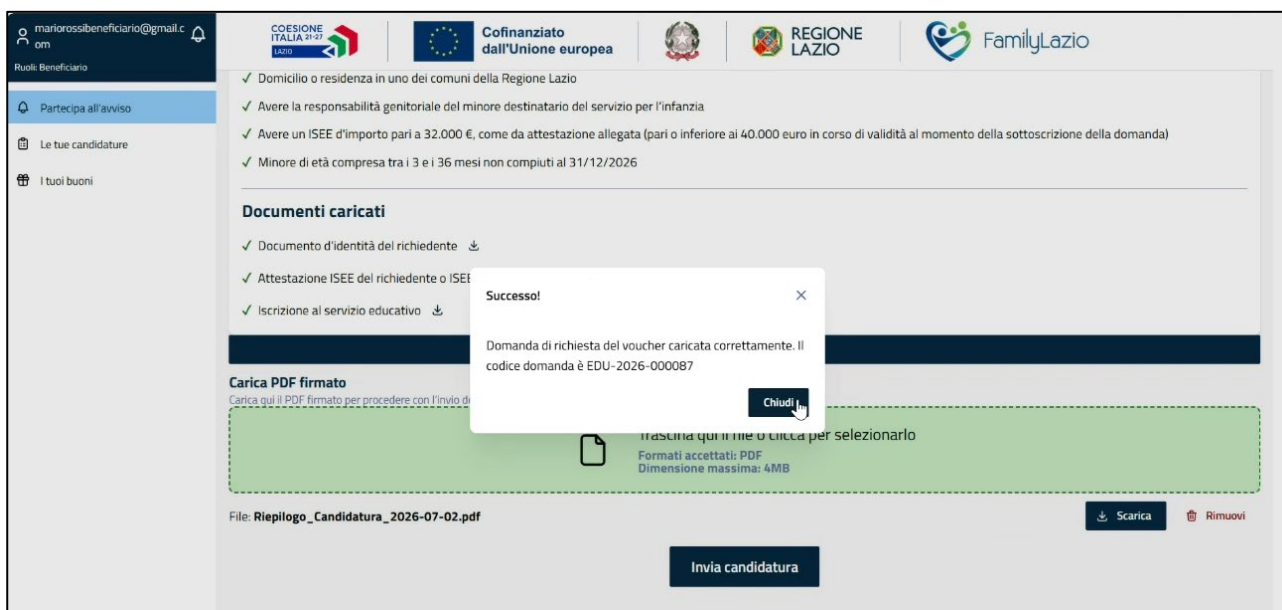 mariorossibeneficiario@gmail.c
om
Ruoli: Beneficiario
Partecipa all'avviso
Le tue candidature
I tuoi buoni
COESIONE
ITALIA 21-27
LAZIO
Cofinanziato
dall'Unione europea
REGIONE
LAZIO
FamilyLazio
Domicilio o residenza in uno dei comuni della Regione Lazio
Avere la responsabilità genitoriale del minore destinatario del servizio per l'infanzia
Avere un ISEE d'importo pari a 32.000 €, come da attestazione allegata (pari o inferiore ai 40.000 euro in corso di validità al momento della sottoscrizione della domanda)
Minore di età compresa tra i 3 e i 36 mesi non compiuti al 31/12/2026
Documenti caricati
Documento d'identità del richiedente
Attestazione ISEE del richiedente o ISEE
Iscrizione al servizio educativo
Successo!
Domanda di richiesta del voucher caricata correttamente. Il
codice domanda è EDU-2026-000087
Chiudi
Carica PDF firmato
Carica qui il PDF firmato per procedere con l'invio
Trascina qui il file o clicca per selezionarlo
Formati accettati: PDF
Dimensione massima: 4MB
File: Riepilogo_Candidatura_2026-07-02.pdf
Scarica
Rimuovi
Invia candidatura